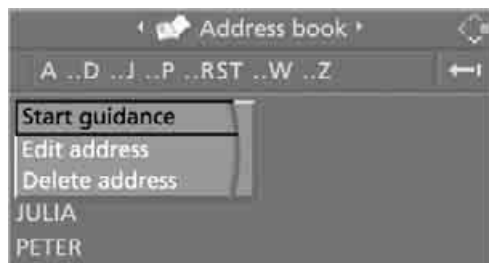 Address book
A ..D ..J ..P ..RST ..W ..Z
Start guidance
Edit address
Delete address
JULIA
PETER